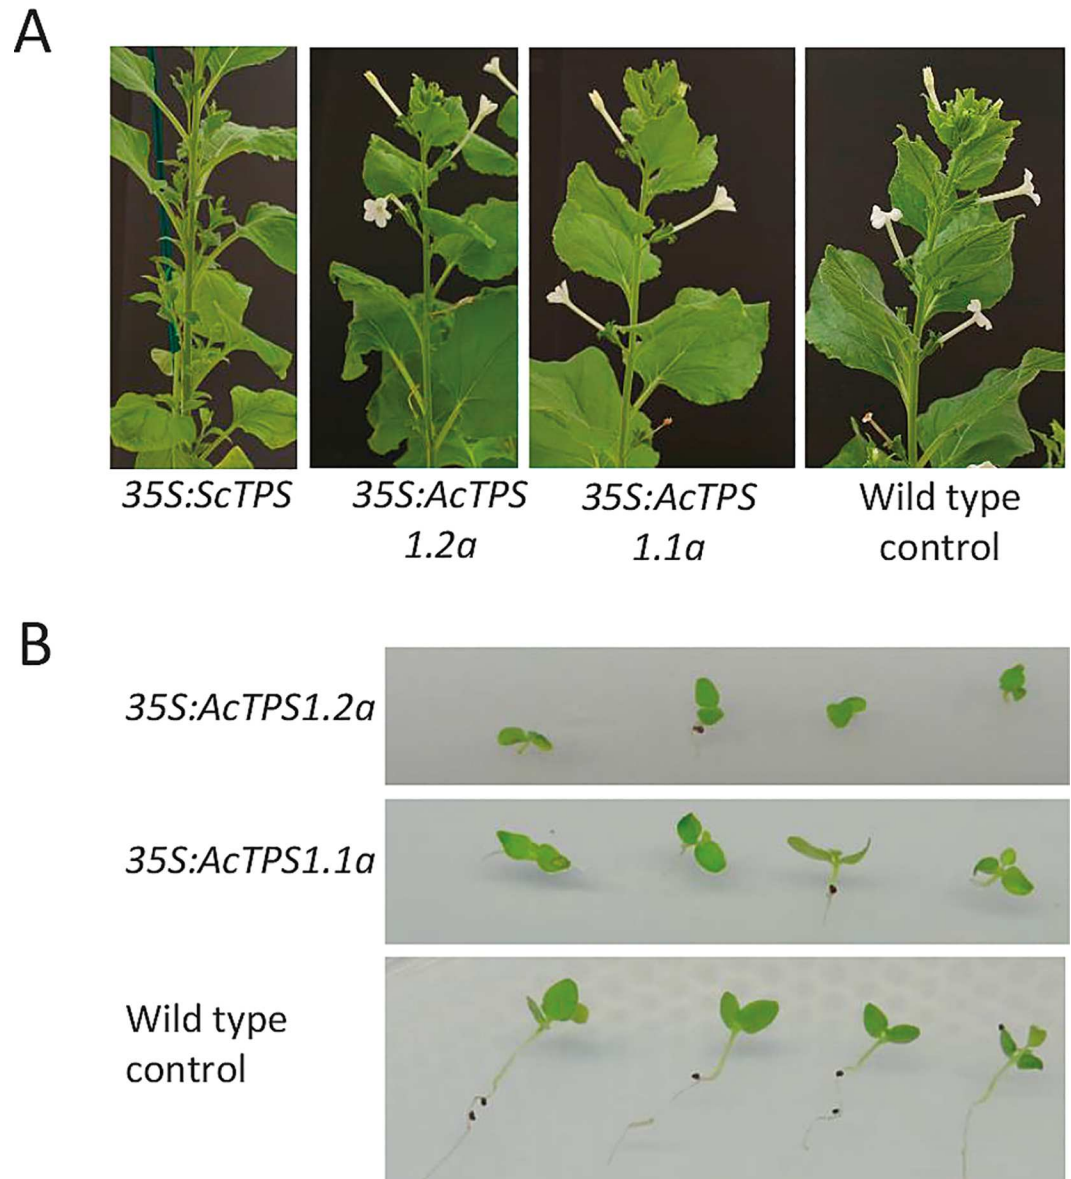 A
35S:ScTPS
35S:AcTPS
1.2a
35S:AcTPS
1.1a
Wild type
control
B
35S:AcTPS1.2a
35S:AcTPS1.1a
Wild type
control